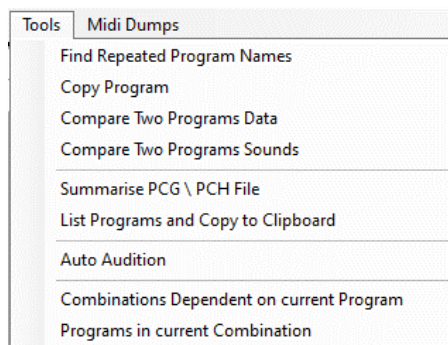 Tools Midi Dumps
Find Repeated Program Names
Copy Program
Compare Two Programs Data
Compare Two Programs Sounds
Summarise PCG \ PCH File
List Programs and Copy to Clipboard
Auto Audition
Combinations Dependent on current Program
Programs in current Combination